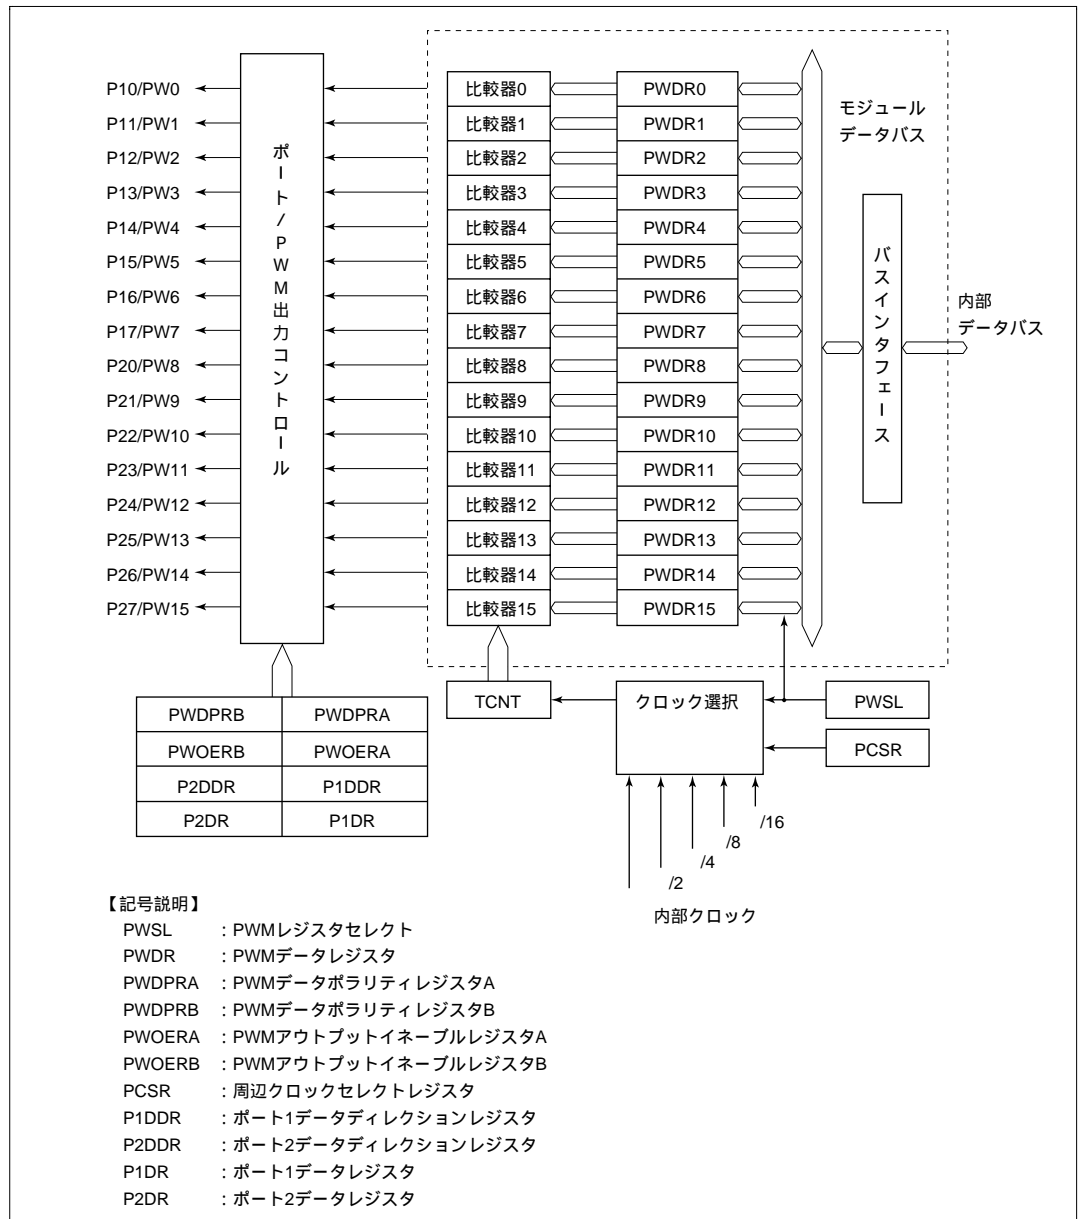 P10/PW0
P11/PW1
P12/PW2
P13/PW3
P14/PW4
P15/PW5
P16/PW6
P17/PW7
P20/PW8
P21/PW9
P22/PW10
P23/PW11
P24/PW12
P25/PW13
P26/PW14
P27/PW15
ポート/PWM出力コントロール
比較器0 PWDR0
比較器1 PWDR1
比較器2 PWDR2
比較器3 PWDR3
比較器4 PWDR4
比較器5 PWDR5
比較器6 PWDR6
比較器7 PWDR7
比較器8 PWDR8
比較器9 PWDR9
比較器10 PWDR10
比較器11 PWDR11
比較器12 PWDR12
比較器13 PWDR13
比較器14 PWDR14
比較器15 PWDR15
モジュール
データバス
バスインタフェース
内部
データバス
TCNT
クロック選択
PWSL
PCSR
PWDPRB PWDPRA
PWOERB PWOERA
P2DDR P1DDR
P2DR P1DR
/16
/8
/4
/2
内部クロック
【記号説明】
PWSL :PWMレジスタセレクト
PWDR :PWMデータレジスタ
PWDPRA :PWMデータポラリティレジスタA
PWDPRB :PWMデータポラリティレジスタB
PWOERA :PWMアウトプットイネーブルレジスタA
PWOERB :PWMアウトプットイネーブルレジスタB
PCSR :周辺クロックセレクトレジスタ
P1DDR :ポート1データディレクションレジスタ
P2DDR :ポート2データディレクションレジスタ
P1DR :ポート1データレジスタ
P2DR :ポート2データレジスタ